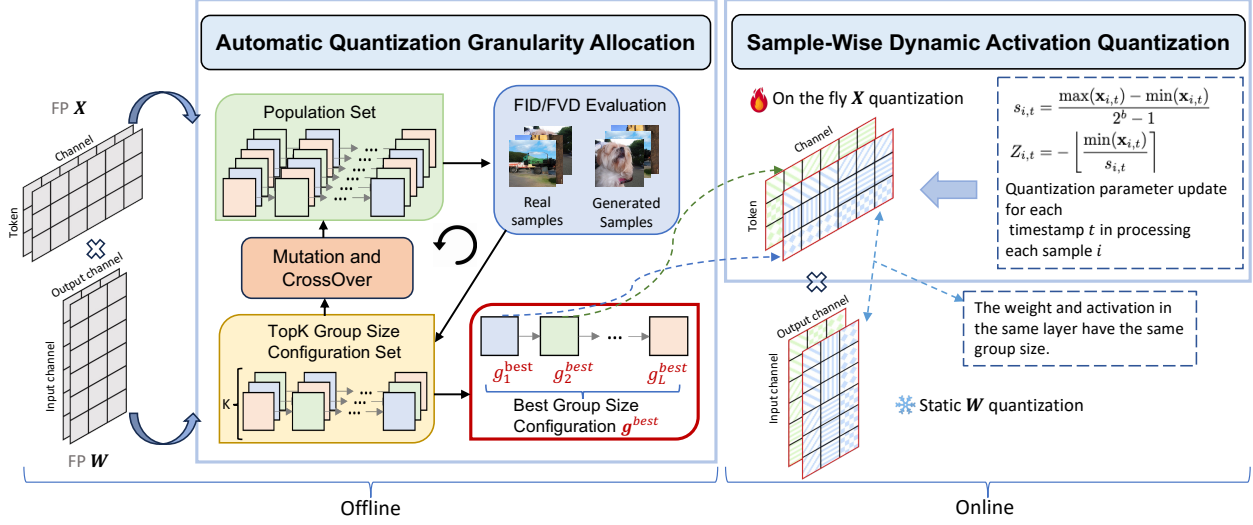 Automatic Quantization Granularity Allocation
Sample-Wise Dynamic Activation Quantization
FP X
Channel
Token
Output channel
Input channel
FP W
Population Set
FID/FVD Evaluation
Real
samples
Generated
Samples
Mutation and
CrossOver
TopK Group Size
Configuration Set
K
g_1^best
g_2^best
...
g_L^best
Best Group Size
Configuration g^best
Offline
On the fly X quantization
Channel
Token
s_{i,t} = \frac{max(x_{i,t}) − min(x_{i,t})}{2^b − 1}
Z_{i,t} = − ⌊ \frac{min(x_{i,t})}{s_{i,t}} ⌉
Quantization parameter update
for each
timestamp t in processing
each sample i
Output channel
Input channel
The weight and activation in
the same layer have the same
group size.
Static W quantization
Online